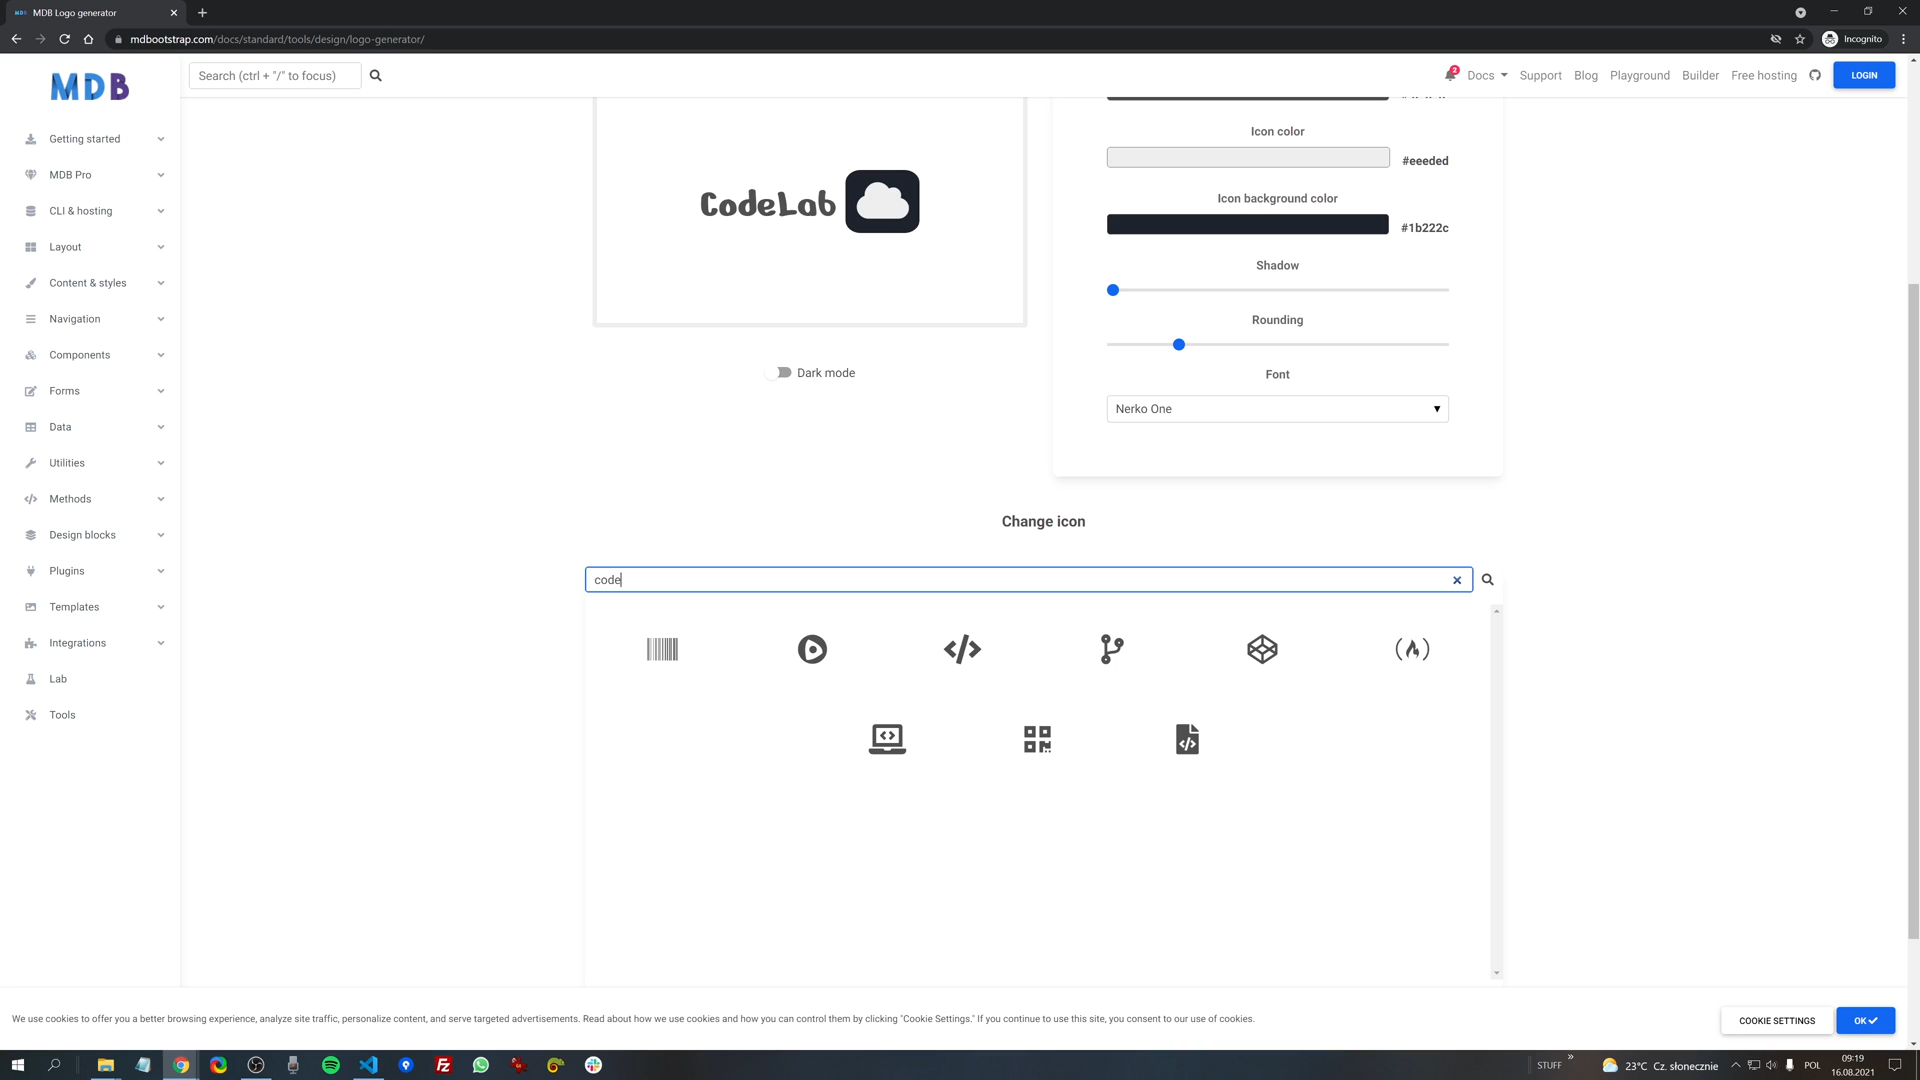 MDB Logo generator
mdbootstrap.com/docs/standard/tools/design/logo-generator/
Incognito
MDB
Search (ctrl + "/" to focus)
2
Docs
Support
Blog
Playground
Builder
Free hosting
LOGIN
Getting started
MDB Pro
CLI & hosting
Layout
Content & styles
Navigation
Components
Forms
Data
Utilities
Methods
Design blocks
Plugins
Templates
Integrations
Lab
Tools
CodeLab
Dark mode
Icon color
#eeeded
Icon background color
#1b222c
Shadow
Rounding
Font
Nerko One
Change icon
code
We use cookies to offer you a better browsing experience, analyze site traffic, personalize content, and serve targeted advertisements. Read about how we use cookies and how you can control them by clicking "Cookie Settings." If you continue to use this site, you consent to our use of cookies.
COOKIE SETTINGS
OK
STUFF
23°C Cz. słonecznie
POL
09:19
16.08.2021